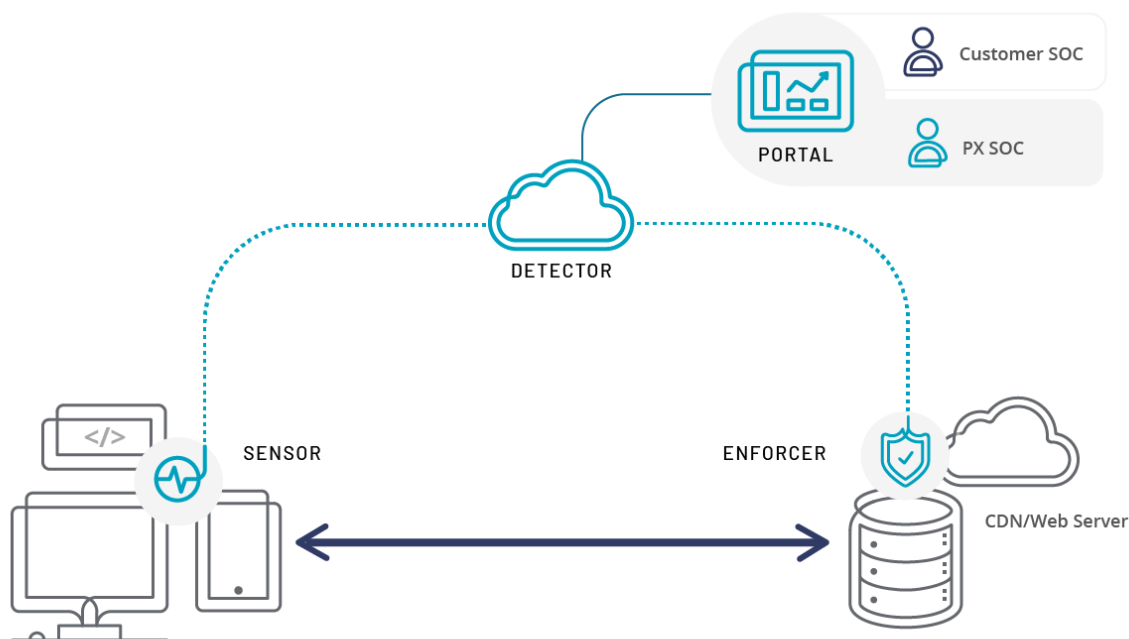 Customer SOC
PORTAL
PX SOC
DETECTOR
</>
SENSOR
ENFORCER
CDN/Web Server